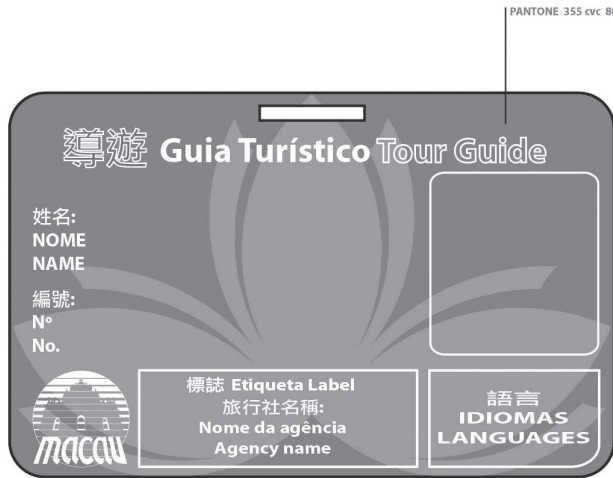 PANTONE 355 cvc
導遊 Guia Turístico Tour Guide
姓名:
NOME
NAME
編號:
Nº
No.
macau
標誌 Etiqueta Label
旅行社名稱:
Nome da agência
Agency name
語言
IDIOMAS
LANGUAGES